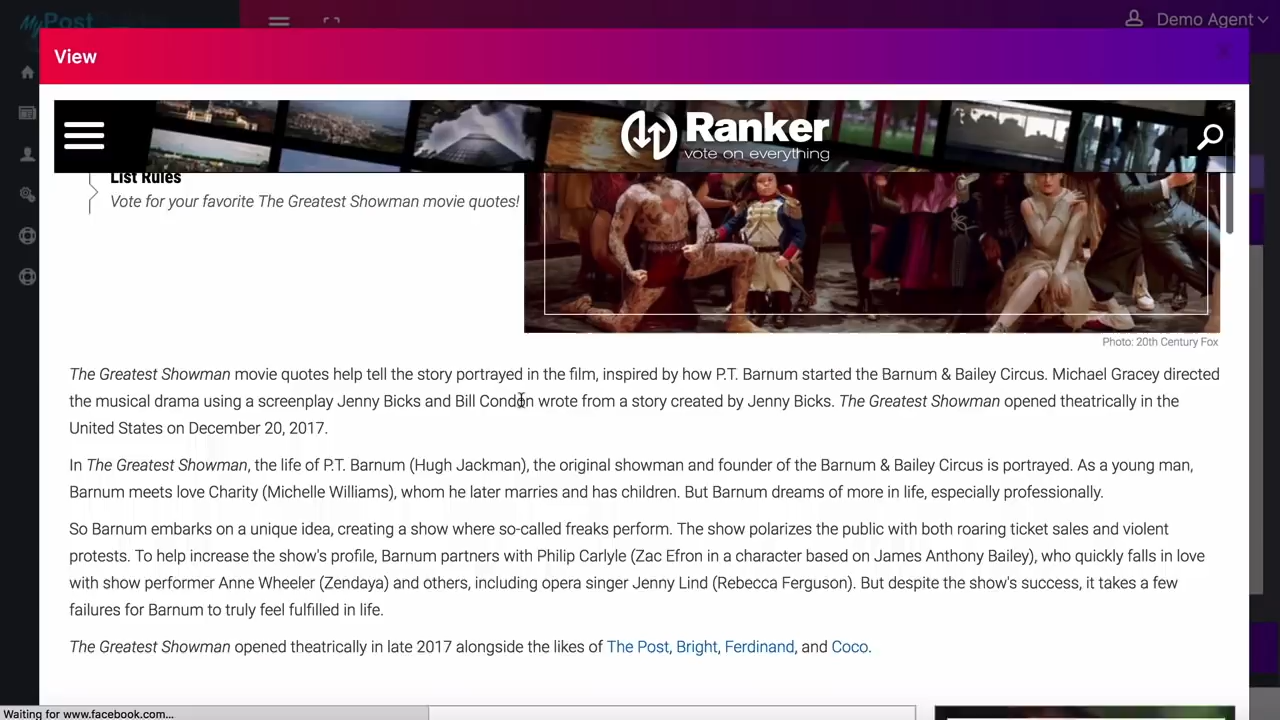 MyPost
Demo Agent
View
Ranker
vote on everything
List Rules
Vote for your favorite The Greatest Showman movie quotes!
Photo: 20th Century Fox
The Greatest Showman movie quotes help tell the story portrayed in the film, inspired by how P.T. Barnum started the Barnum & Bailey Circus. Michael Gracey directed
the musical drama using a screenplay Jenny Bicks and Bill Condon wrote from a story created by Jenny Bicks. The Greatest Showman opened theatrically in the
United States on December 20, 2017.
In The Greatest Showman, the life of P.T. Barnum (Hugh Jackman), the original showman and founder of the Barnum & Bailey Circus is portrayed. As a young man,
Barnum meets love Charity (Michelle Williams), whom he later marries and has children. But Barnum dreams of more in life, especially professionally.
So Barnum embarks on a unique idea, creating a show where so-called freaks perform. The show polarizes the public with both roaring ticket sales and violent
protests. To help increase the show's profile, Barnum partners with Philip Carlyle (Zac Efron in a character based on James Anthony Bailey), who quickly falls in love
with show performer Anne Wheeler (Zendaya) and others, including opera singer Jenny Lind (Rebecca Ferguson). But despite the show's success, it takes a few
failures for Barnum to truly feel fulfilled in life.
The Greatest Showman opened theatrically in late 2017 alongside the likes of The Post, Bright, Ferdinand, and Coco.
Waiting for www.facebook.com...